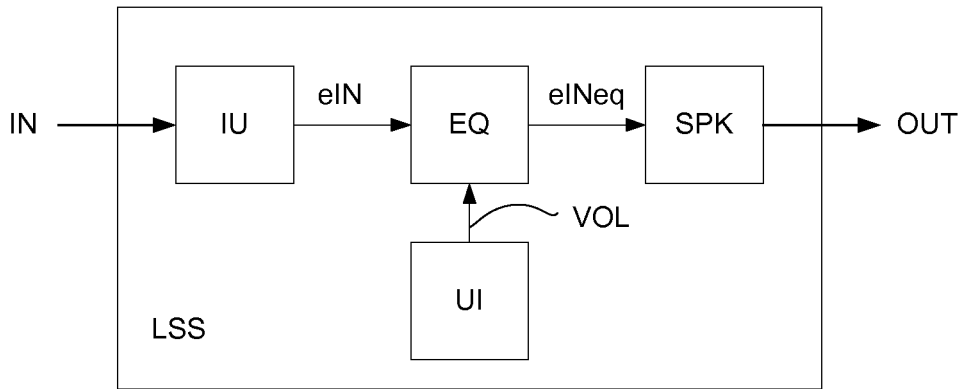 eIN
eINeq
IN
IU
EQ
SPK
OUT
VOL
UI
LSS